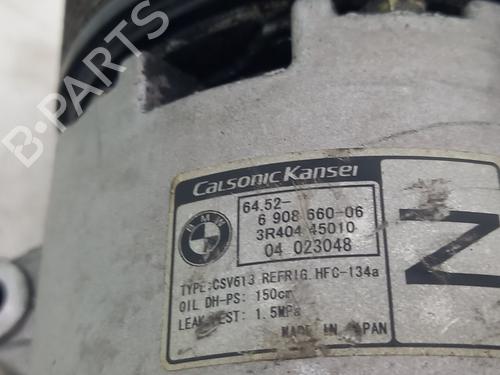 B-PARTS
CALSONIC KANSEI
BMW
64.52-
6 908 660-06
3R404 45010
04 023048
Z
TYPE:CSV613 REFRIG.HFC-134a
OIL DH-PS: 150cm
LEAK TEST: 1.5MPa
MADE IN JAPAN